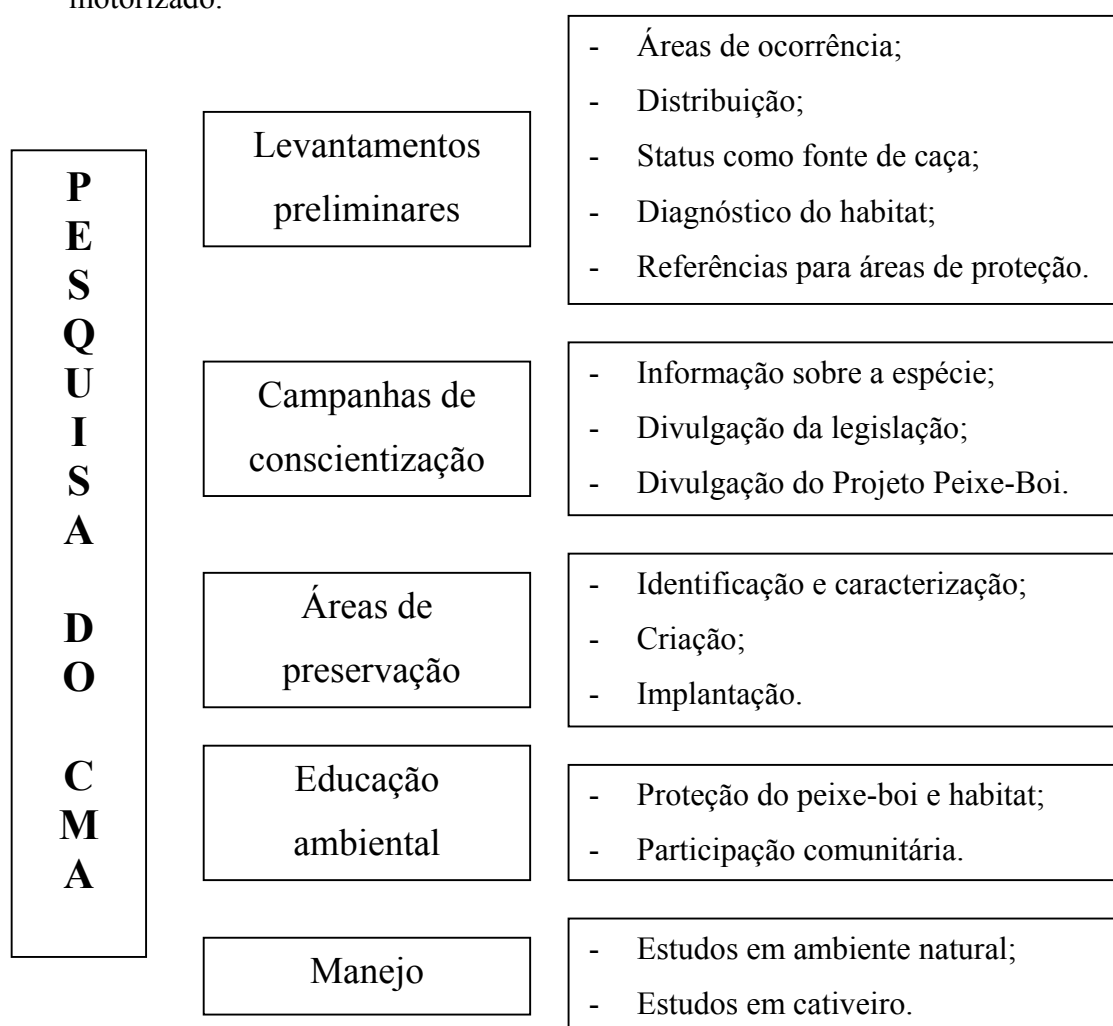 motorizado.
PESQUISA DO CMA
Levantamentos
preliminares
- Áreas de ocorrência;
- Distribuição;
- Status como fonte de caça;
- Diagnóstico do habitat;
- Referências para áreas de proteção.
Campanhas de
conscientização
- Informação sobre a espécie;
- Divulgação da legislação;
- Divulgação do Projeto Peixe-Boi.
Áreas de
preservação
- Identificação e caracterização;
- Criação;
- Implantação.
Educação
ambiental
- Proteção do peixe-boi e habitat;
- Participação comunitária.
Manejo
- Estudos em ambiente natural;
- Estudos em cativeiro.